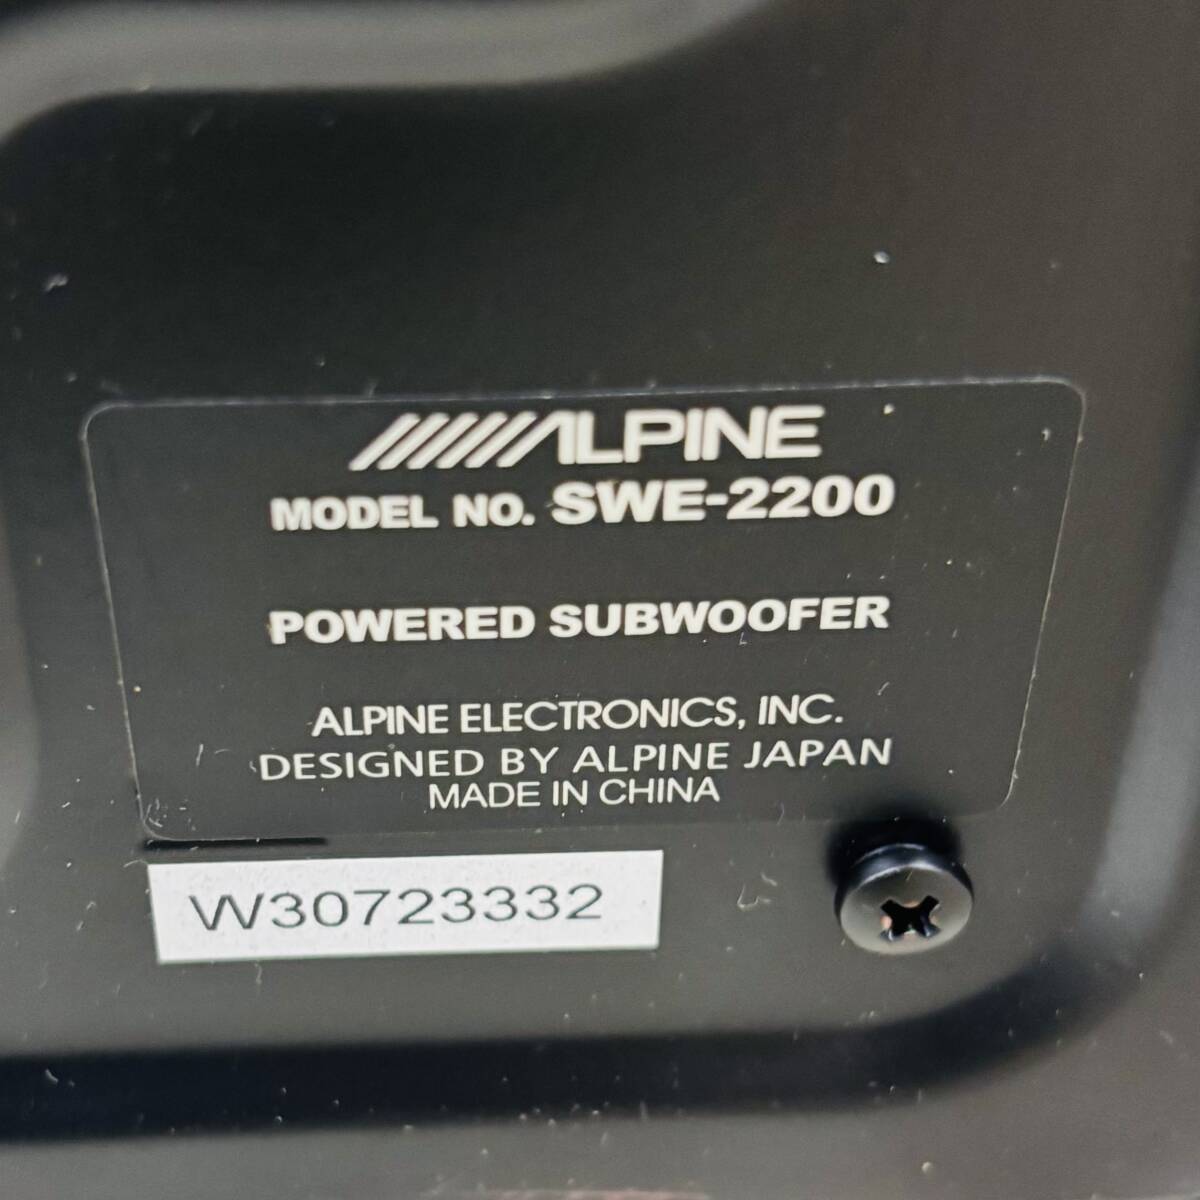 ALPINE
MODEL NO. SWE-2200
POWERED SUBWOOFER
ALPINE ELECTRONICS, INC.
DESIGNED BY ALPINE JAPAN
MADE IN CHINA
W30723332